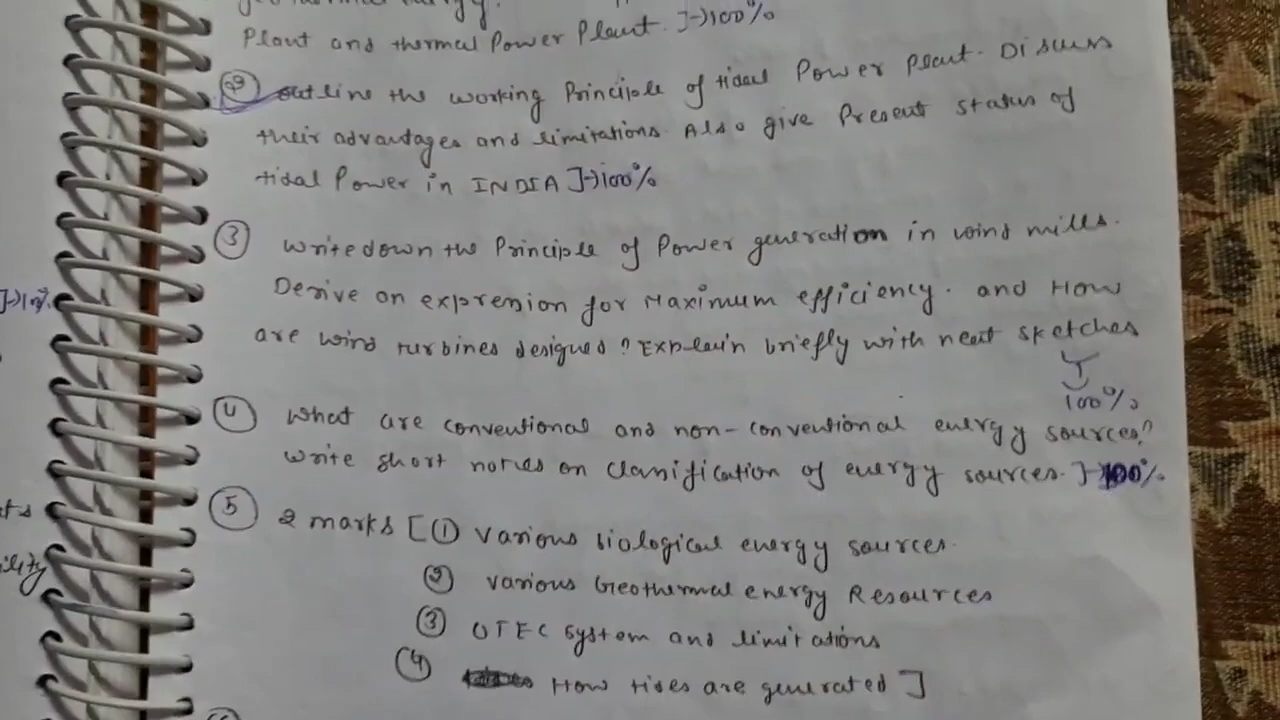 Plant and thermal Power Plant. ]→100%
② outline the working Principle of tidal Power Plant. Discuss
their advantages and limitations. Also give Present status of
tidal Power in INDIA ]→100%
③ write down the Principle of Power generation in wind mills.
Derive an expression for Maximum efficiency. and How
are wind turbines designed? Explain briefly with neat sketches
100%
④ what are conventional and non-conventional energy sources?
write short notes on classification of energy sources. ]→100%
⑤ 2 marks [① various biological energy sources.
② various Geothermal energy Resources
③ OTEC system and limitations
④ How tides are generated ]